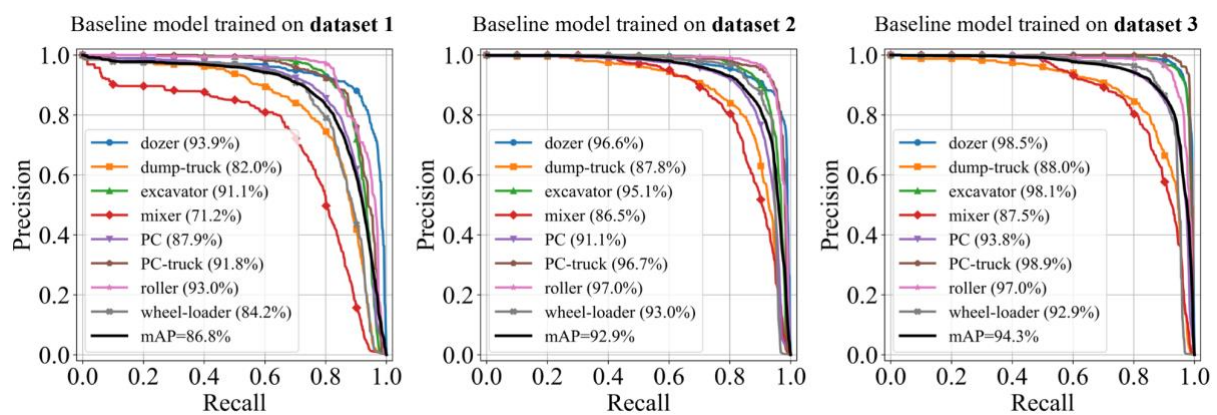 Baseline model trained on dataset 1
1.0
0.8
0.6
0.4
0.2
0.0
Precision
dozer (93.9%)
dump-truck (82.0%)
excavator (91.1%)
mixer (71.2%)
PC (87.9%)
PC-truck (91.8%)
roller (93.0%)
wheel-loader (84.2%)
mAP=86.8%
0.0 0.2 0.4 0.6 0.8 1.0
Recall
Baseline model trained on dataset 2
1.0
0.8
0.6
0.4
0.2
0.0
Precision
dozer (96.6%)
dump-truck (87.8%)
excavator (95.1%)
mixer (86.5%)
PC (91.1%)
PC-truck (96.7%)
roller (97.0%)
wheel-loader (93.0%)
mAP=92.9%
0.0 0.2 0.4 0.6 0.8 1.0
Recall
Baseline model trained on dataset 3
1.0
0.8
0.6
0.4
0.2
0.0
Precision
dozer (98.5%)
dump-truck (88.0%)
excavator (98.1%)
mixer (87.5%)
PC (93.8%)
PC-truck (98.9%)
roller (97.0%)
wheel-loader (92.9%)
mAP=94.3%
0.0 0.2 0.4 0.6 0.8 1.0
Recall